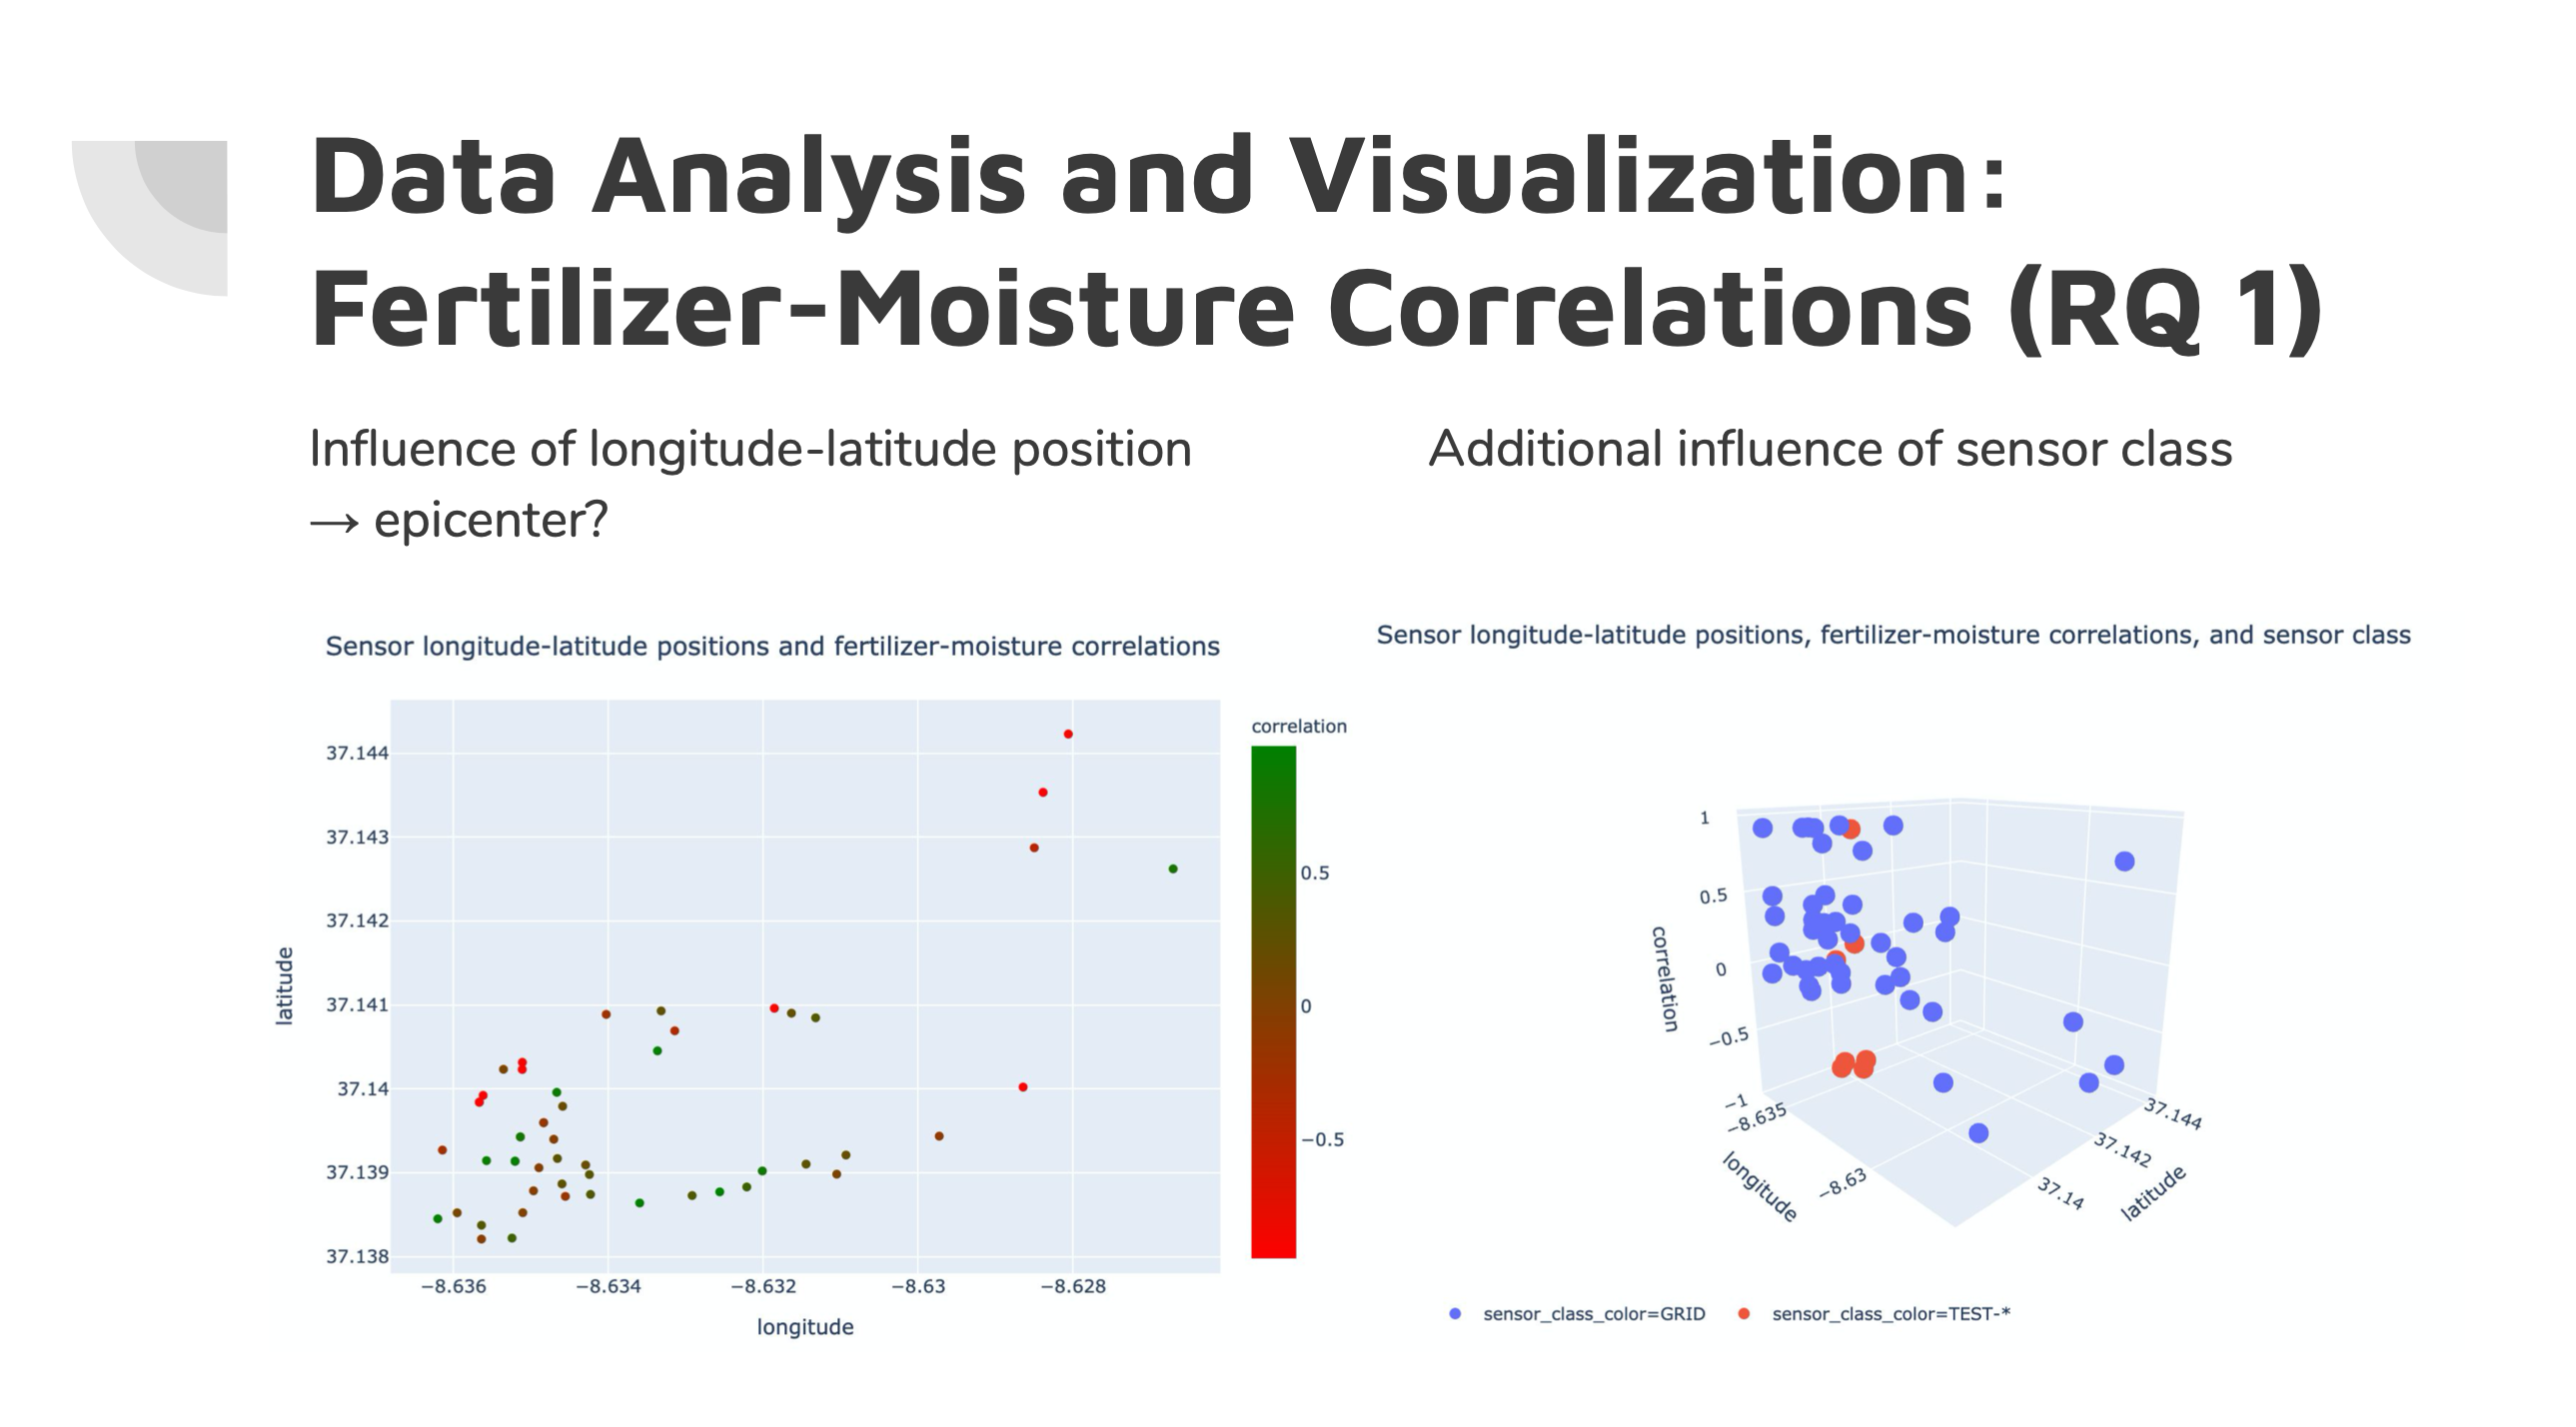 Data Analysis and Visualization:
Fertilizer-Moisture Correlations (RQ 1)
Influence of longitude-latitude position
→ epicenter?
Additional influence of sensor class
Sensor longitude-latitude positions and fertilizer-moisture correlations
37.144
37.143
37.142
37.141
37.14
37.139
37.138
latitude
−8.636
−8.634
−8.632
−8.63
−8.628
longitude
correlation
0.5
0
−0.5
Sensor longitude-latitude positions, fertilizer-moisture correlations, and sensor class
1
0.5
0
−0.5
−1
correlation
−8.635
−8.63
longitude
37.14
37.142
37.144
latitude
sensor_class_color=GRID
sensor_class_color=TEST-*